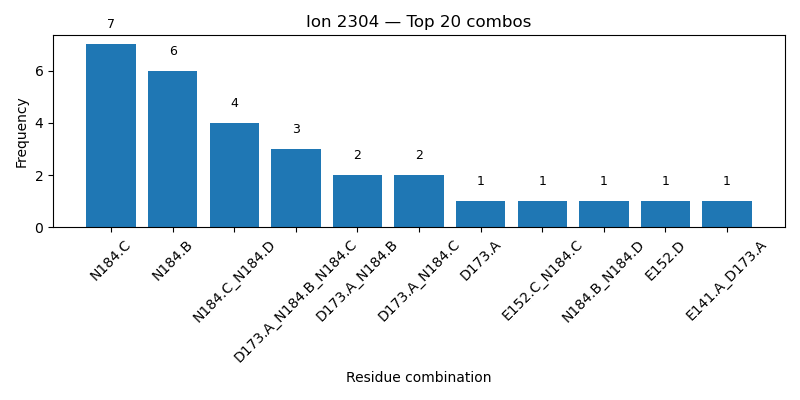 Ion 2304 — Top 20 combos
7
6
4
3
2
2
1
1
1
1
1
Frequency
6
4
2
0
N184.C
N184.B
N184.C_N184.D
D173.A_N184.B_N184.C
D173.A_N184.B
D173.A_N184.C
D173.A
E152.C_N184.C
N184.B_N184.D
E152.D
E141.A_D173.A
Residue combination